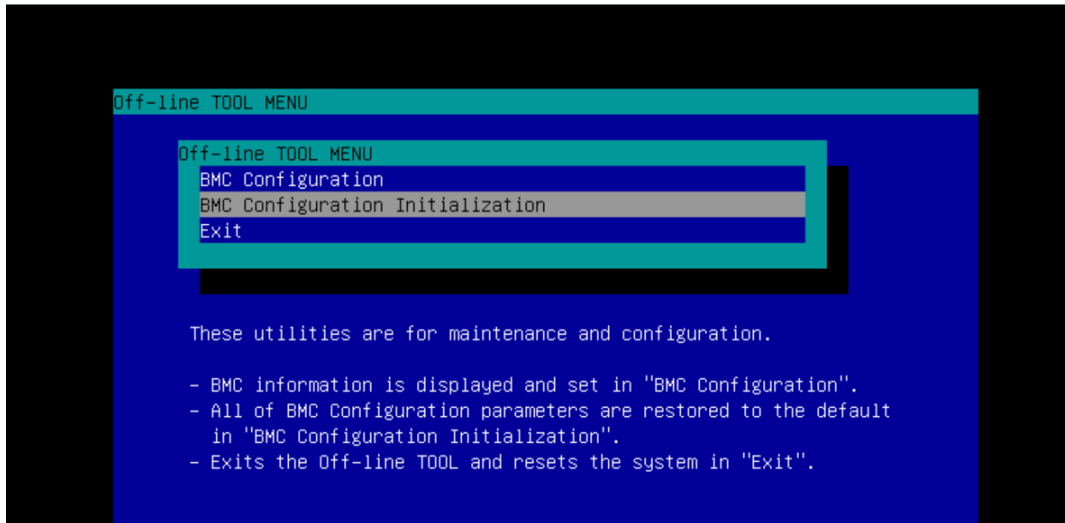 Off-line TOOL MENU
Off-line TOOL MENU
BMC Configuration
BMC Configuration Initialization
Exit
These utilities are for maintenance and configuration.
- BMC information is displayed and set in "BMC Configuration".
- All of BMC Configuration parameters are restored to the default
in "BMC Configuration Initialization".
- Exits the Off-line TOOL and resets the system in "Exit".